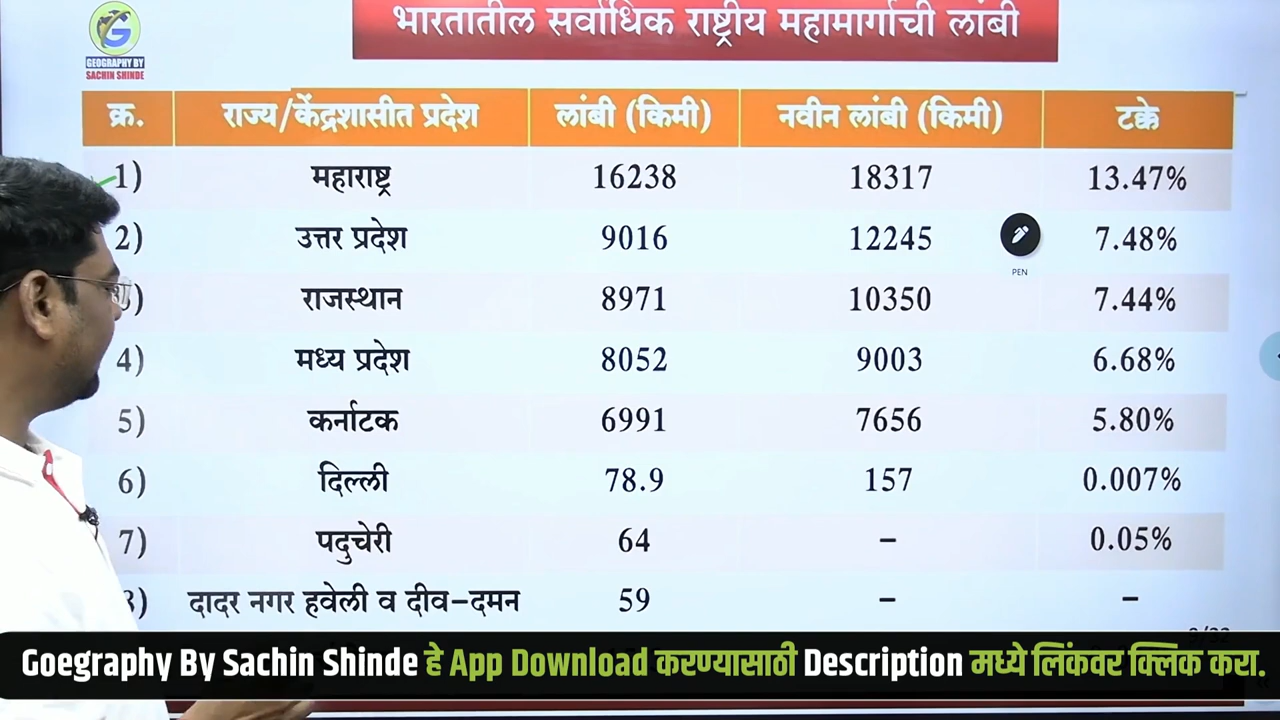 भारतातील सर्वाधिक राष्ट्रीय महामार्गाची लांबी
G
GEOGRAPHY BY
SACHIN SHINDE
क्र. राज्य/केंद्रशासीत प्रदेश लांबी (किमी) नवीन लांबी (किमी) टक्के
1) महाराष्ट्र 16238 18317 13.47%
2) उत्तर प्रदेश 9016 12245 7.48%
PEN
राजस्थान 8971 10350 7.44%
4) मध्य प्रदेश 8052 9003 6.68%
5) कर्नाटक 6991 7656 5.80%
6) दिल्ली 78.9 157 0.007%
7) पदुचेरी 64 – 0.05%
दादर नगर हवेली व दीव–दमन 59 – –
Goegraphy By Sachin Shinde हे App Download करण्यासाठी Description मध्ये लिंकवर क्लिक करा.